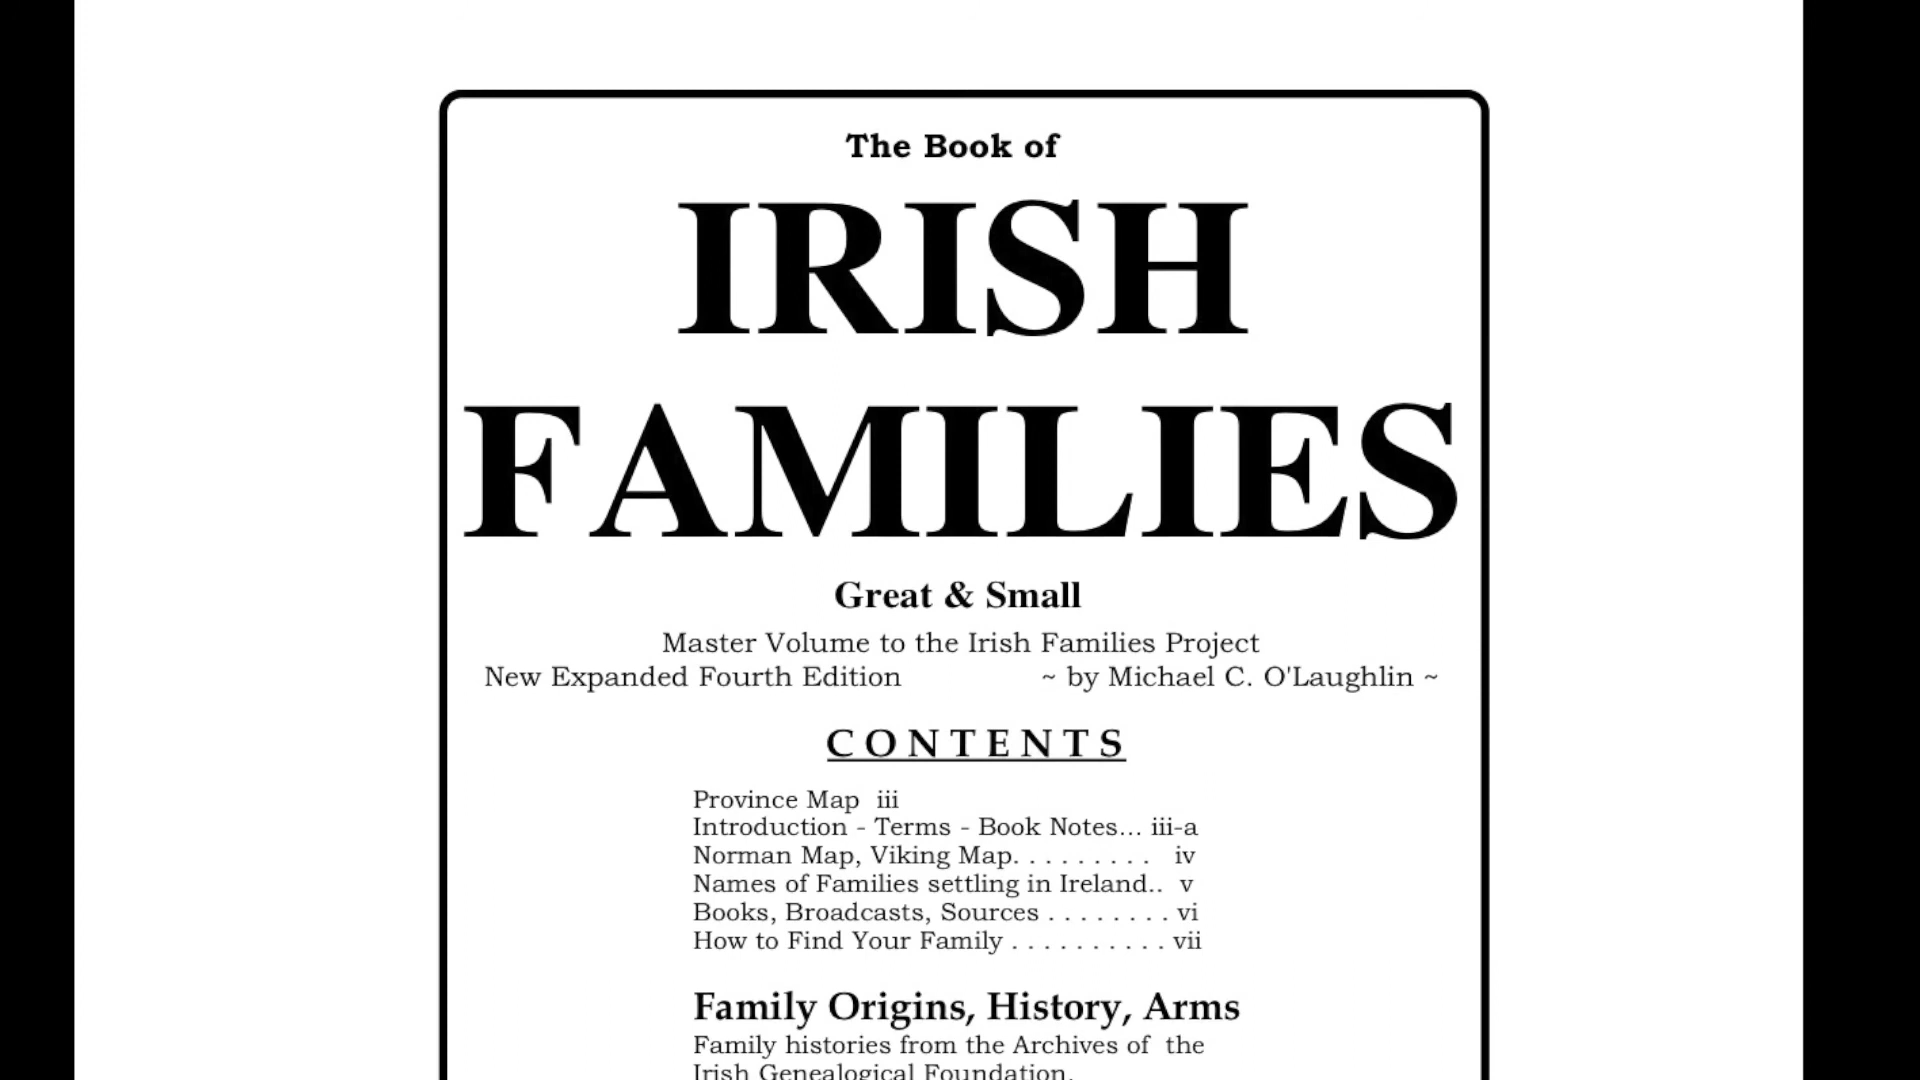 The Book of
IRISH
FAMILIES
Great & Small
Master Volume to the Irish Families Project
New Expanded Fourth Edition ~ by Michael C. O'Laughlin ~
CONTENTS
Province Map iii
Introduction - Terms - Book Notes... iii-a
Norman Map, Viking Map. . . . . . . . . iv
Names of Families settling in Ireland.. v
Books, Broadcasts, Sources . . . . . . . . vi
How to Find Your Family . . . . . . . . . . vii
Family Origins, History, Arms
Family histories from the Archives of the
Irish Genealogical Foundation.